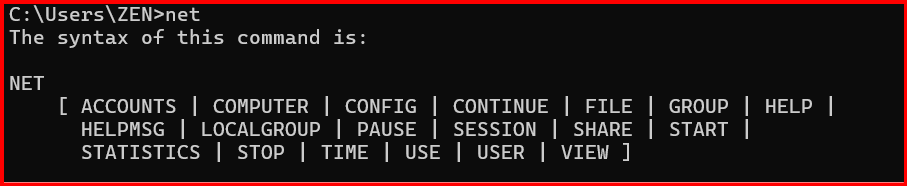 C:\Users\ZEN>net
The syntax of this command is:
NET
[ ACCOUNTS | COMPUTER | CONFIG | CONTINUE | FILE | GROUP | HELP |
HELPMSG | LOCALGROUP | PAUSE | SESSION | SHARE | START |
STATISTICS | STOP | TIME | USE | USER | VIEW ]